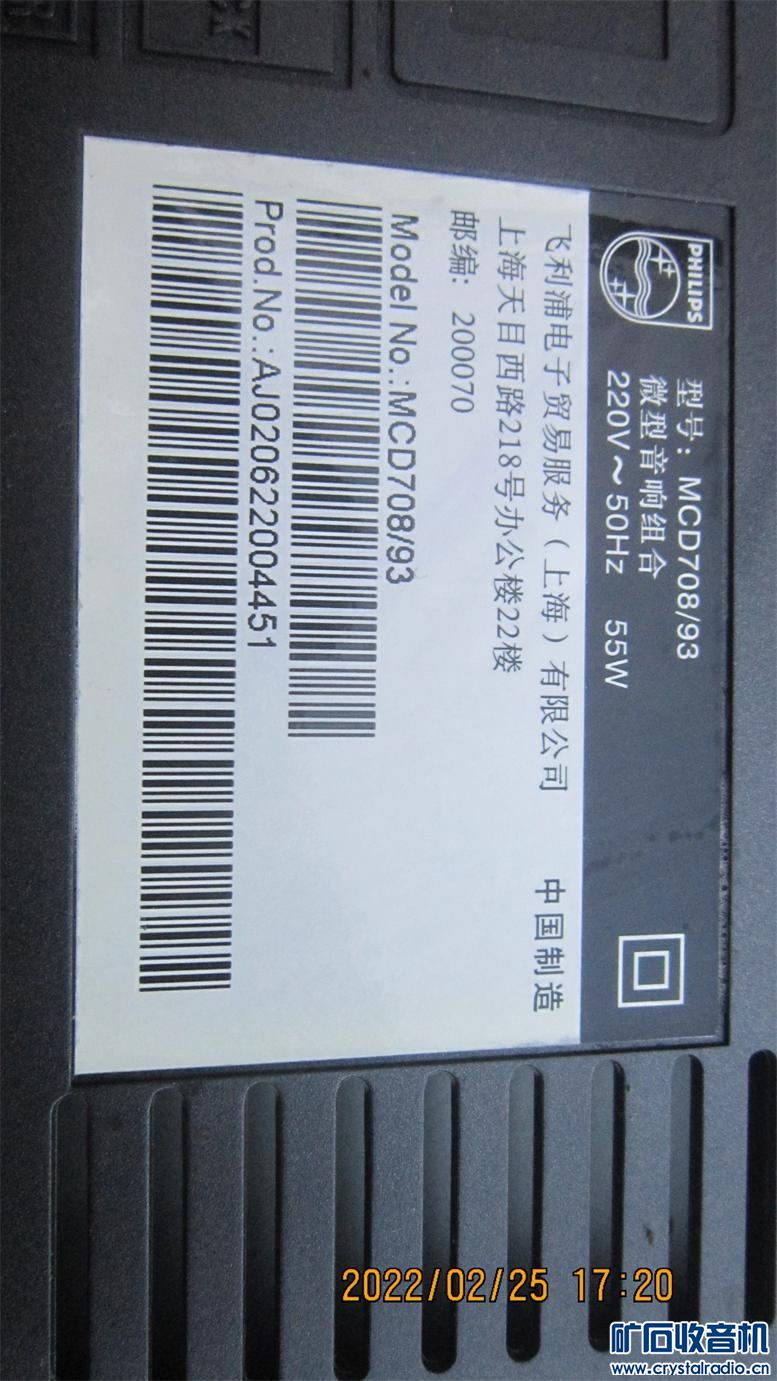 PHILIPS
型号：MCD708/93
微型音响组合
220V～50Hz 55W
飞利浦电子贸易服务（上海）有限公司 中国制造
上海天目西路218号办公楼22楼
邮编：200070
Model No.:MCD708/93
Prod.No.:AJ020622004451
2022/02/25 17:20
矿石收音机
www.crystalradio.cn